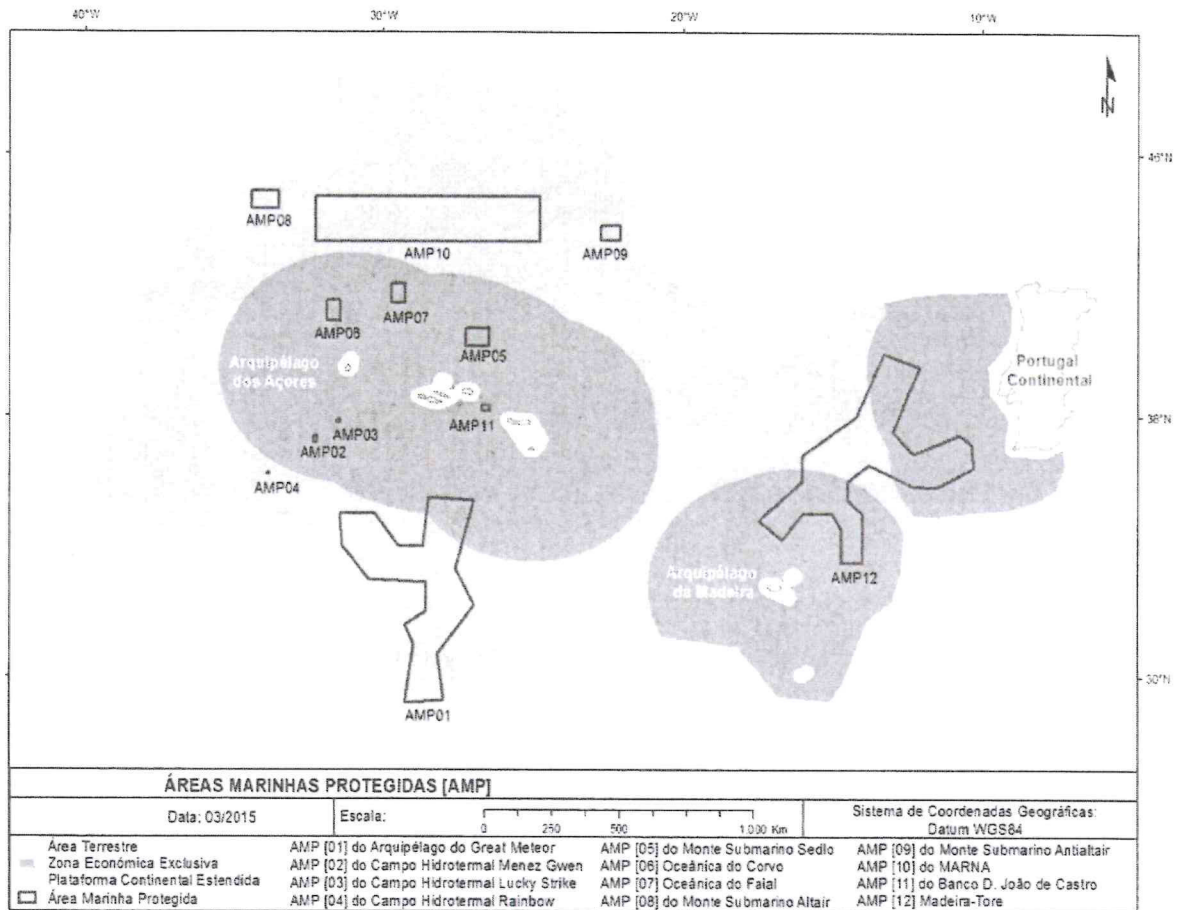 40°W 30°W 20°W 10°W
N
46°N
AMP08
AMP10
AMP09
AMP06
AMP07
AMP05
Arquipélago
dos Açores
Portugal
Continental
AMP11
AMP03
AMP02
AMP04
AMP12
Arquipélago
da Madeira
30°N
AMP01
ÁREAS MARINHAS PROTEGIDAS [AMP]
Data: 03/2015
Escala:
0 250 500 1.000 Km
Sistema de Coordenadas Geográficas:
Datum WGS84
Área Terrestre
Zona Económica Exclusiva
Plataforma Continental Estendida
Área Marinha Protegida
AMP [01] do Arquipélago do Great Meteor
AMP [02] do Campo Hidrotermal Menez Gwen
AMP [03] do Campo Hidrotermal Lucky Strike
AMP [04] do Campo Hidrotermal Rainbow
AMP [05] do Monte Submarino Sedlo
AMP [06] Oceânica do Corvo
AMP [07] Oceânica do Faial
AMP [08] do Monte Submarino Altair
AMP [09] do Monte Submarino Antialtair
AMP [10] do MARNA
AMP [11] do Banco D. João de Castro
AMP [12] Madeira-Tore